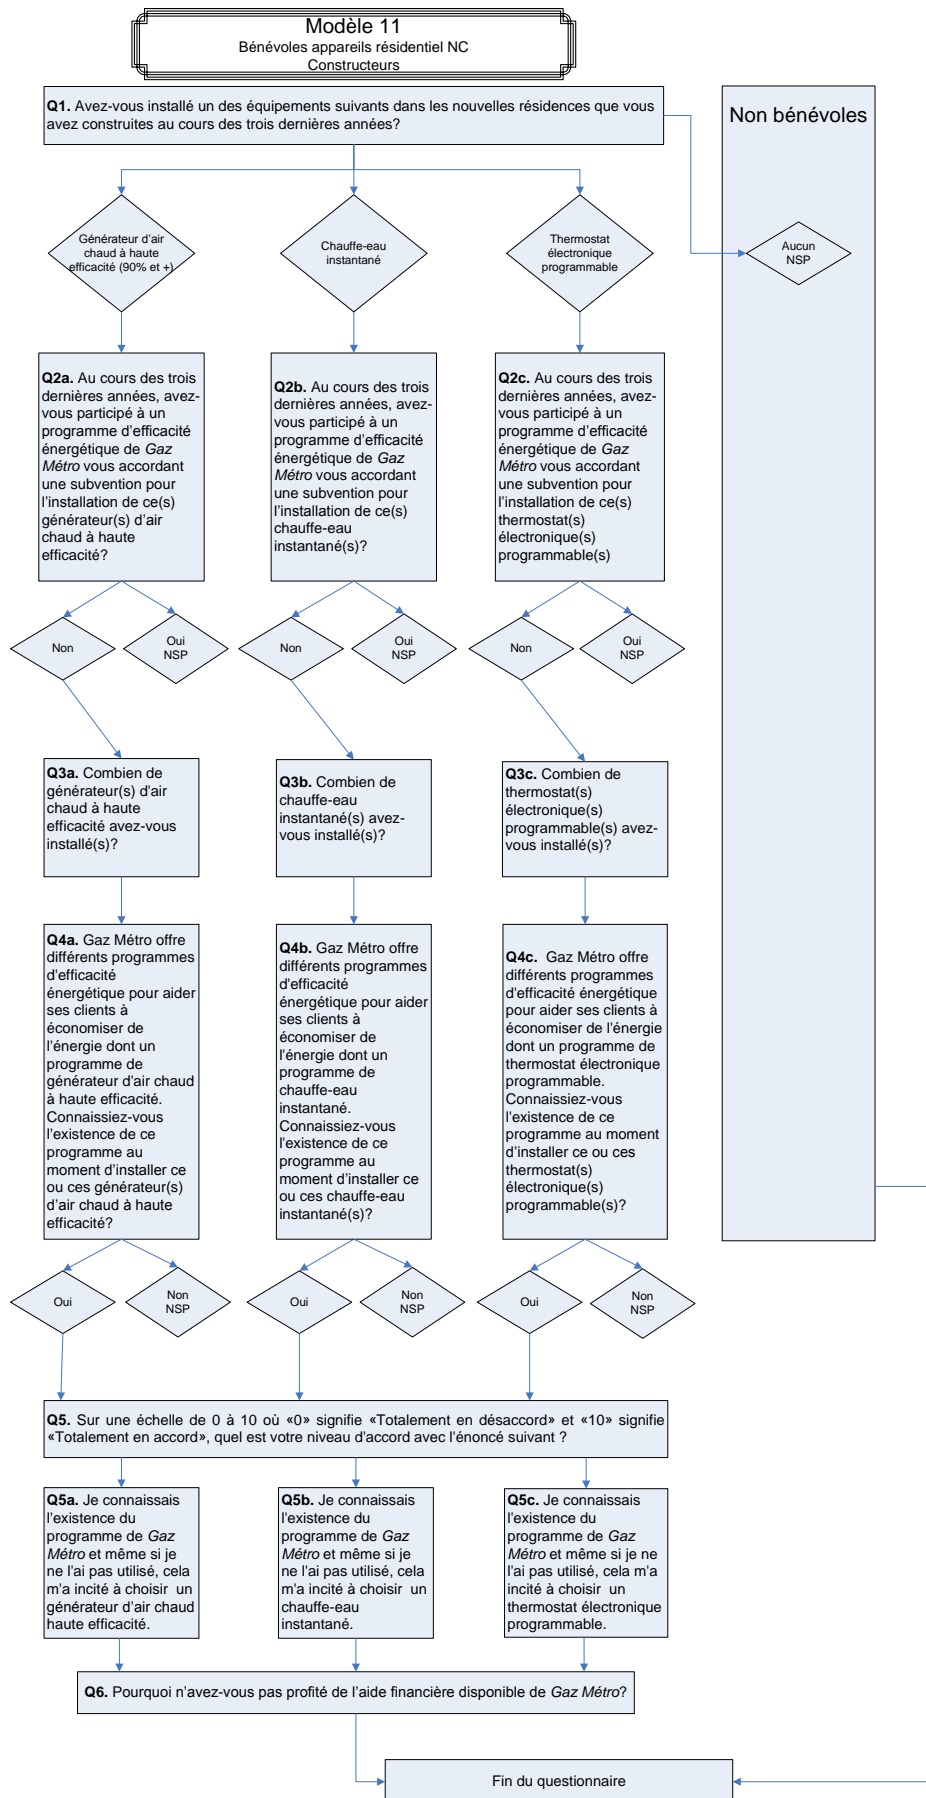 Modèle 11
Bénévoles appareils résidentiel NC
Constructeurs
Q1. Avez-vous installé un des équipements suivants dans les nouvelles résidences que vous
avez construites au cours des trois dernières années?
Non bénévoles
Générateur d'air
chaud à haute
efficacité (90% et +)
Chauffe-eau
instantané
Thermostat
électronique
programmable
Aucun
NSP
Q2a. Au cours des trois
dernières années, avez-
vous participé à un
programme d'efficacité
énergétique de Gaz
Métro vous accordant
une subvention pour
l'installation de ce(s)
générateur(s) d'air
chaud à haute
efficacité?
Q2b. Au cours des trois
dernières années, avez-
vous participé à un
programme d'efficacité
énergétique de Gaz
Métro vous accordant
une subvention pour
l'installation de ce(s)
chauffe-eau
instantané(s)?
Q2c. Au cours des trois
dernières années, avez-
vous participé à un
programme d'efficacité
énergétique de Gaz
Métro vous accordant
une subvention pour
l'installation de ce(s)
thermostat(s)
électronique(s)
programmable(s)
Non
Oui
NSP
Non
Oui
NSP
Non
Oui
NSP
Q3a. Combien de
générateur(s) d'air
chaud à haute
efficacité avez-vous
installé(s)?
Q3b. Combien de
chauffe-eau
instantané(s) avez-
vous installé(s)?
Q3c. Combien de
thermostat(s)
électronique(s)
programmable(s) avez-
vous installé(s)?
Q4a. Gaz Métro offre
différents programmes
d'efficacité
énergétique pour aider
ses clients à
économiser de
l'énergie dont un
programme de
générateur d'air chaud
à haute efficacité.
Connaissiez-vous
l'existence de ce
programme au
moment d'installer ce
ou ces générateur(s)
d'air chaud à haute
efficacité?
Q4b. Gaz Métro offre
différents programmes
d'efficacité
énergétique pour aider
ses clients à
économiser de
l'énergie dont un
programme de
chauffe-eau
instantané.
Connaissiez-vous
l'existence de ce
programme au
moment d'installer ce
ou ces chauffe-eau
instantané(s)?
Q4c. Gaz Métro offre
différents programmes
d'efficacité énergétique
pour aider ses clients à
économiser de l'énergie
dont un programme de
thermostat électronique
programmable.
Connaissiez-vous
l'existence de ce
programme au moment
d'installer ce ou ces
thermostat(s)
électronique(s)
programmable(s)?
Oui
Non
NSP
Oui
Non
NSP
Oui
Non
NSP
Q5. Sur une échelle de 0 à 10 où «0» signifie «Totalement en désaccord» et «10» signifie
«Totalement en accord», quel est votre niveau d'accord avec l'énoncé suivant ?
Q5a. Je connaissais
l'existence du
programme de Gaz
Métro et même si je
ne l'ai pas utilisé, cela
m'a incité à choisir un
générateur d'air chaud
haute efficacité.
Q5b. Je connaissais
l'existence du
programme de Gaz
Métro et même si je
ne l'ai pas utilisé, cela
m'a incité à choisir un
chauffe-eau
instantané.
Q5c. Je connaissais
l'existence du
programme de Gaz
Métro et même si je ne
l'ai pas utilisé, cela m'a
incité à choisir un
thermostat électronique
programmable.
Q6. Pourquoi n'avez-vous pas profité de l'aide financière disponible de Gaz Métro?
Fin du questionnaire